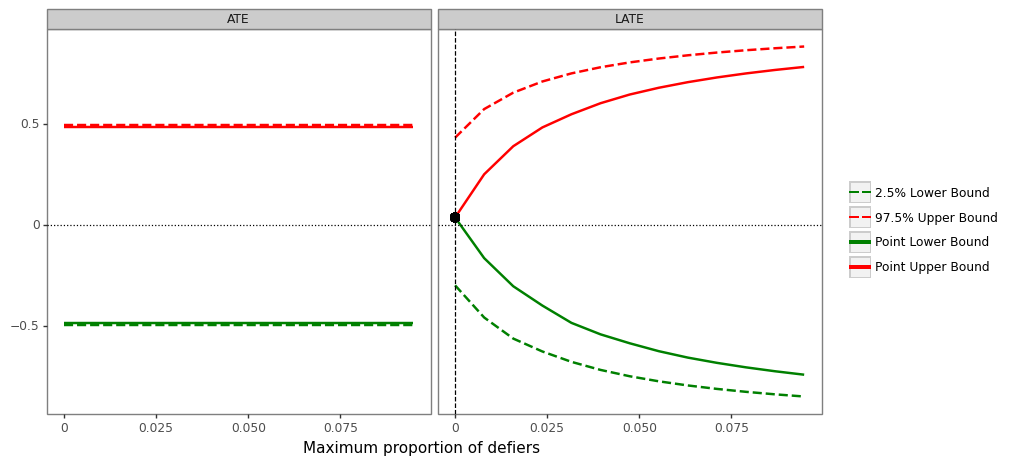 ATE
LATE
0.5
0
−0.5
0
0.025
0.050
0.075
0
0.025
0.050
0.075
Maximum proportion of defiers
2.5% Lower Bound
97.5% Upper Bound
Point Lower Bound
Point Upper Bound